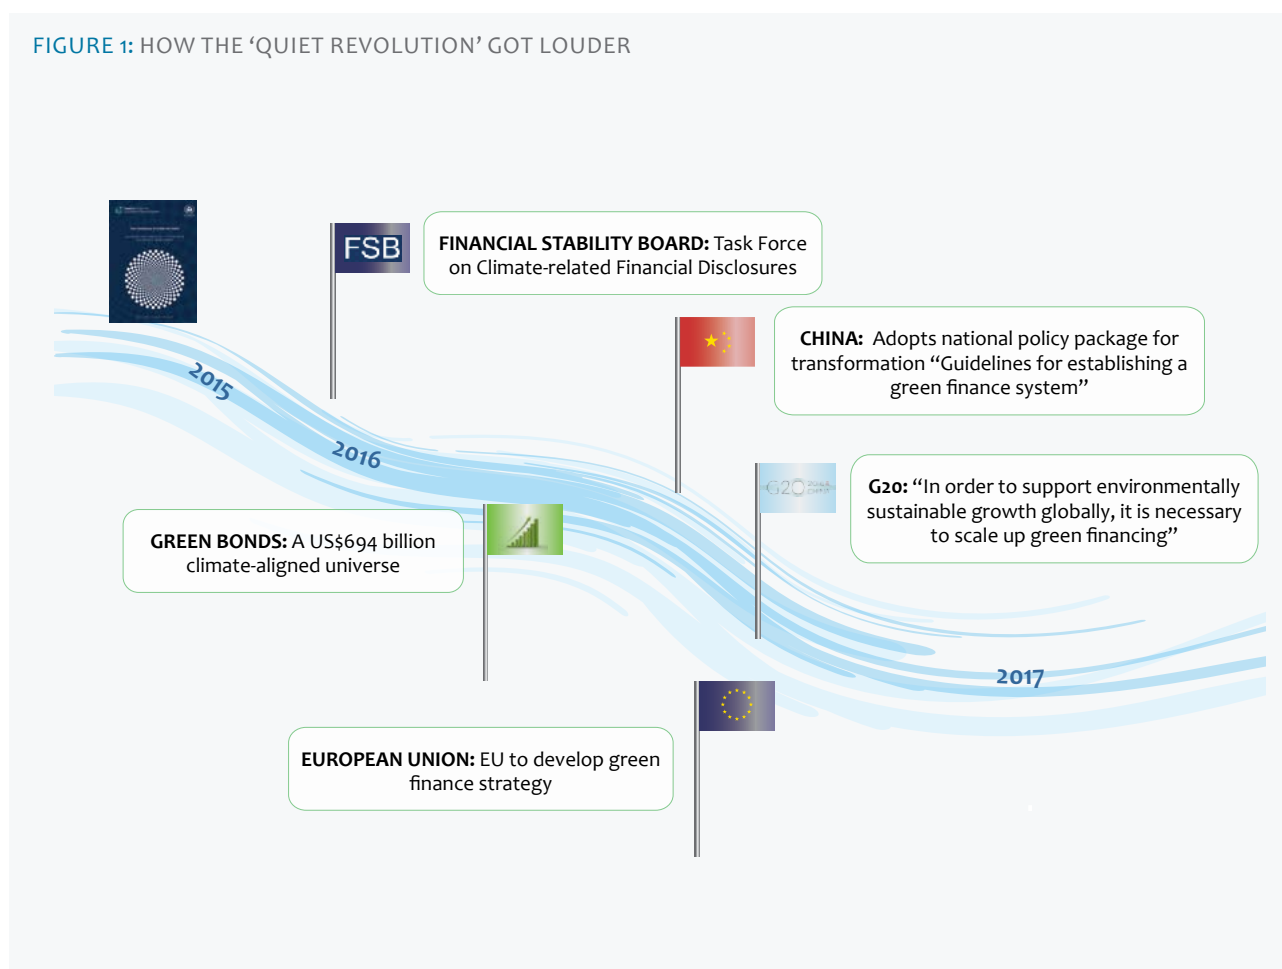 FIGURE 1: HOW THE ‘QUIET REVOLUTION’ GOT LOUDER
FSB
FINANCIAL STABILITY BOARD: Task Force
on Climate-related Financial Disclosures
CHINA: Adopts national policy package for
transformation “Guidelines for establishing a
green finance system”
2015
2016
G20
G20: “In order to support environmentally
sustainable growth globally, it is necessary
to scale up green financing”
GREEN BONDS: A US$694 billion
climate-aligned universe
2017
EUROPEAN UNION: EU to develop green
finance strategy